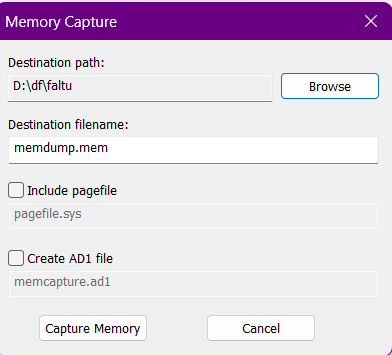 Memory Capture
Destination path:
D:\df\faltu
Browse
Destination filename:
memdump.mem
Include pagefile
pagefile.sys
Create AD1 file
memcapture.ad1
Capture Memory
Cancel